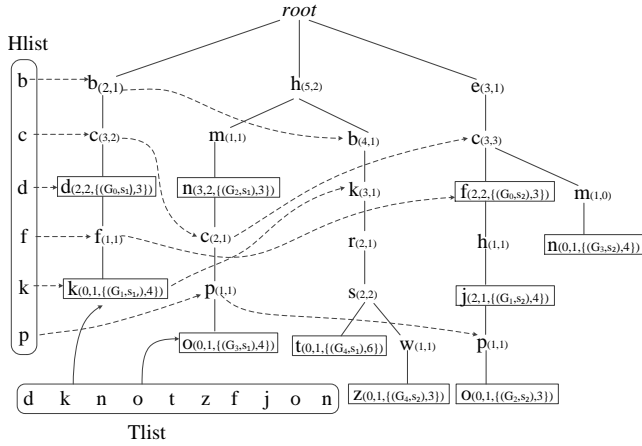 root
Hlist
b b(2,1) h(5,2) e(3,1)
c c(3,2) m(1,1) b(4,1) c(3,3)
d d(2,2,{(G0,s1),3}) n(3,2,{(G2,s1),3}) k(3,1) f(2,2,{(G0,s2),3}) m(1,0)
f f(1,1) c(2,1) r(2,1) h(1,1) n(0,1,{(G3,s2),4})
k k(0,1,{(G1,s1,),4}) p(1,1) s(2,2) j(2,1,{(G1,s2),4})
p o(0,1,{(G3,s1),4}) t(0,1,{(G4,s1),6}) w(1,1) p(1,1)
d k n o t z f j o n z(0,1,{(G4,s2),3}) o(0,1,{(G2,s2),3})
Tlist